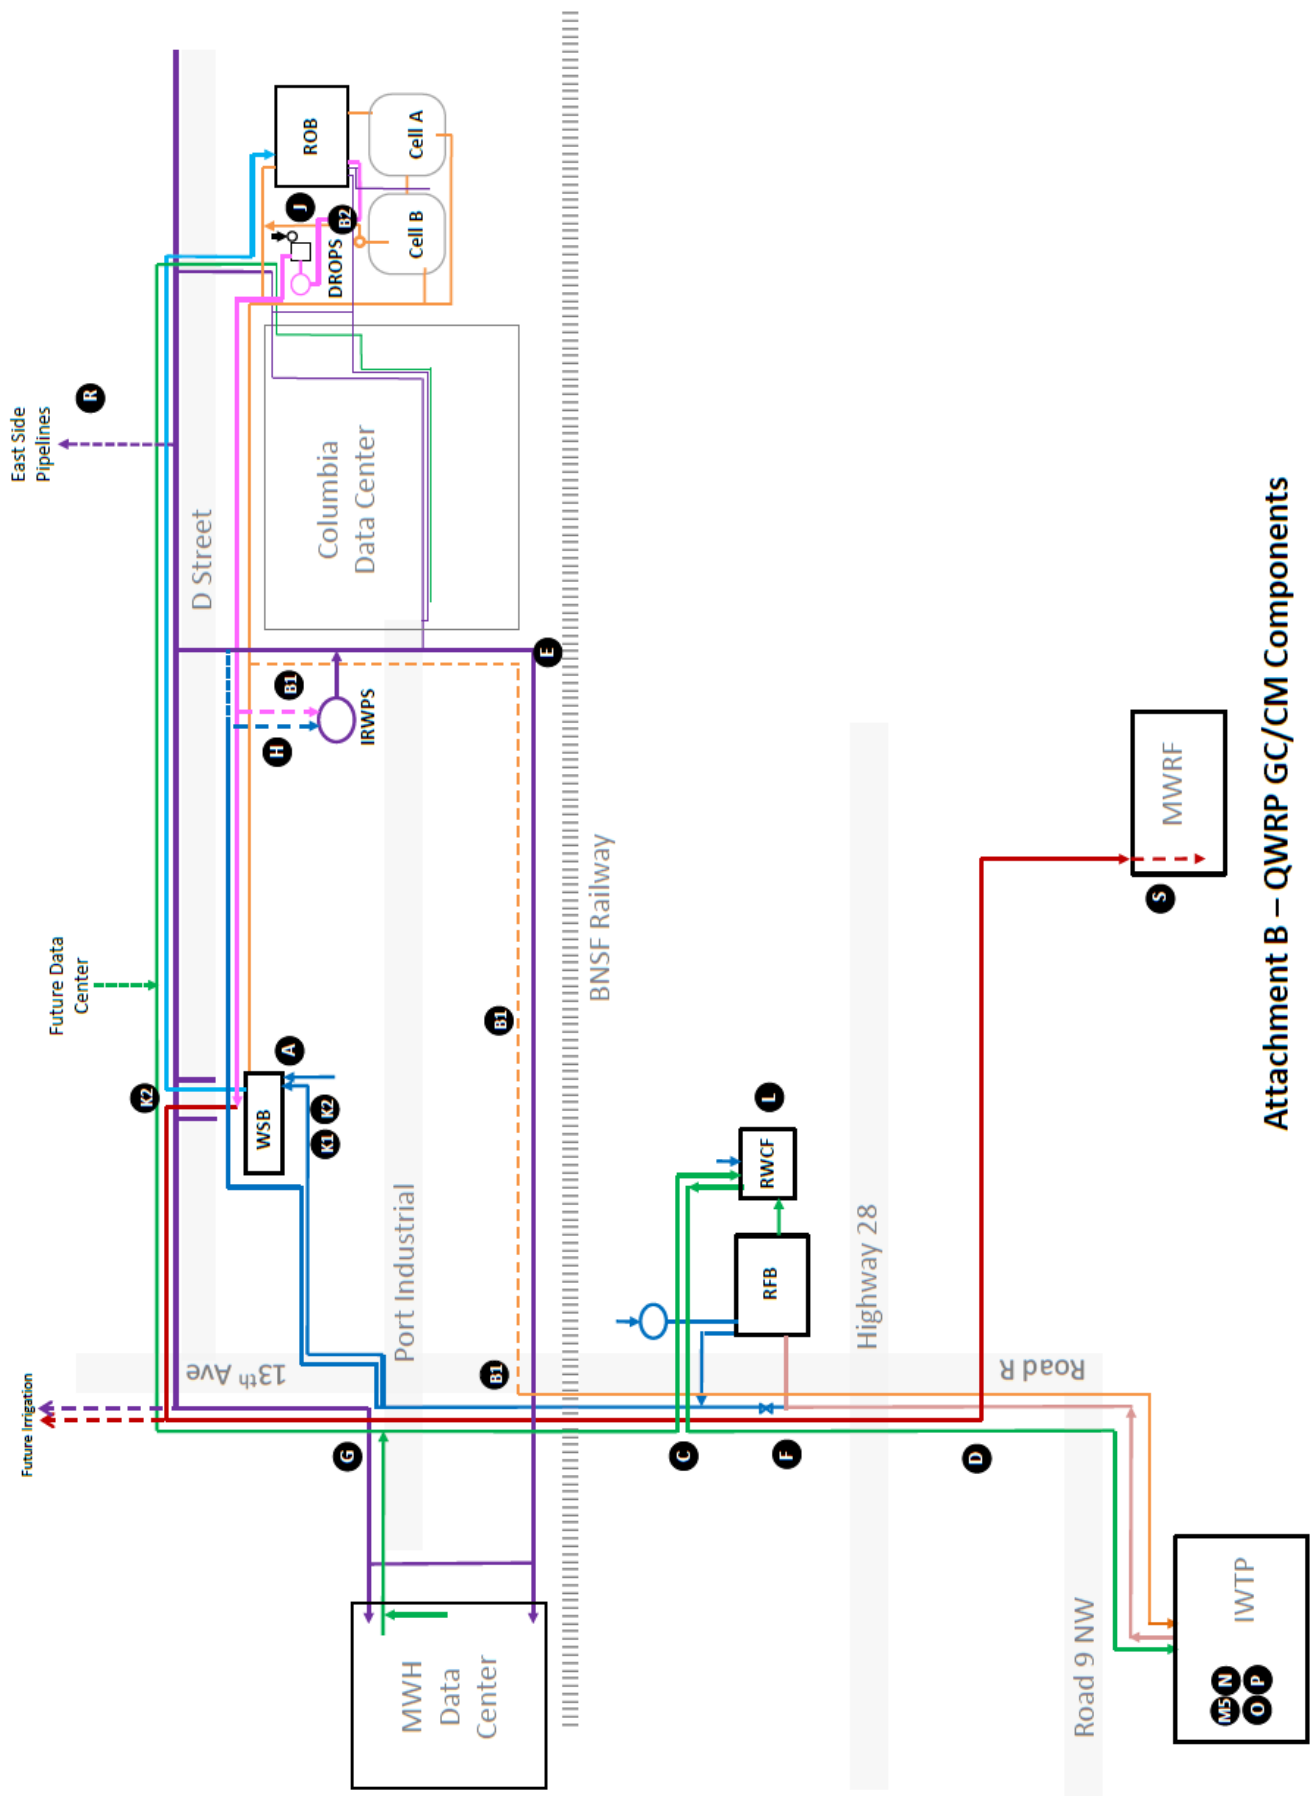 Attachment B – QWRP GC/CM Components
Future Irrigation
Future Data
Center
East Side
Pipelines
R
13th Ave
D Street
K2
WSB
A
K1
K2
H
B1
IRWPS
ROB
J
B2
DROPS
Cell A
Cell B
Columbia
Data Center
Port Industrial
G
B1
B1
E
MWH
Data
Center
BNSF Railway
C
F
RFB
RWCF
L
Highway 28
D
Road R
Road 9 NW
MWRF
S
IWTP
M5
N
O
P